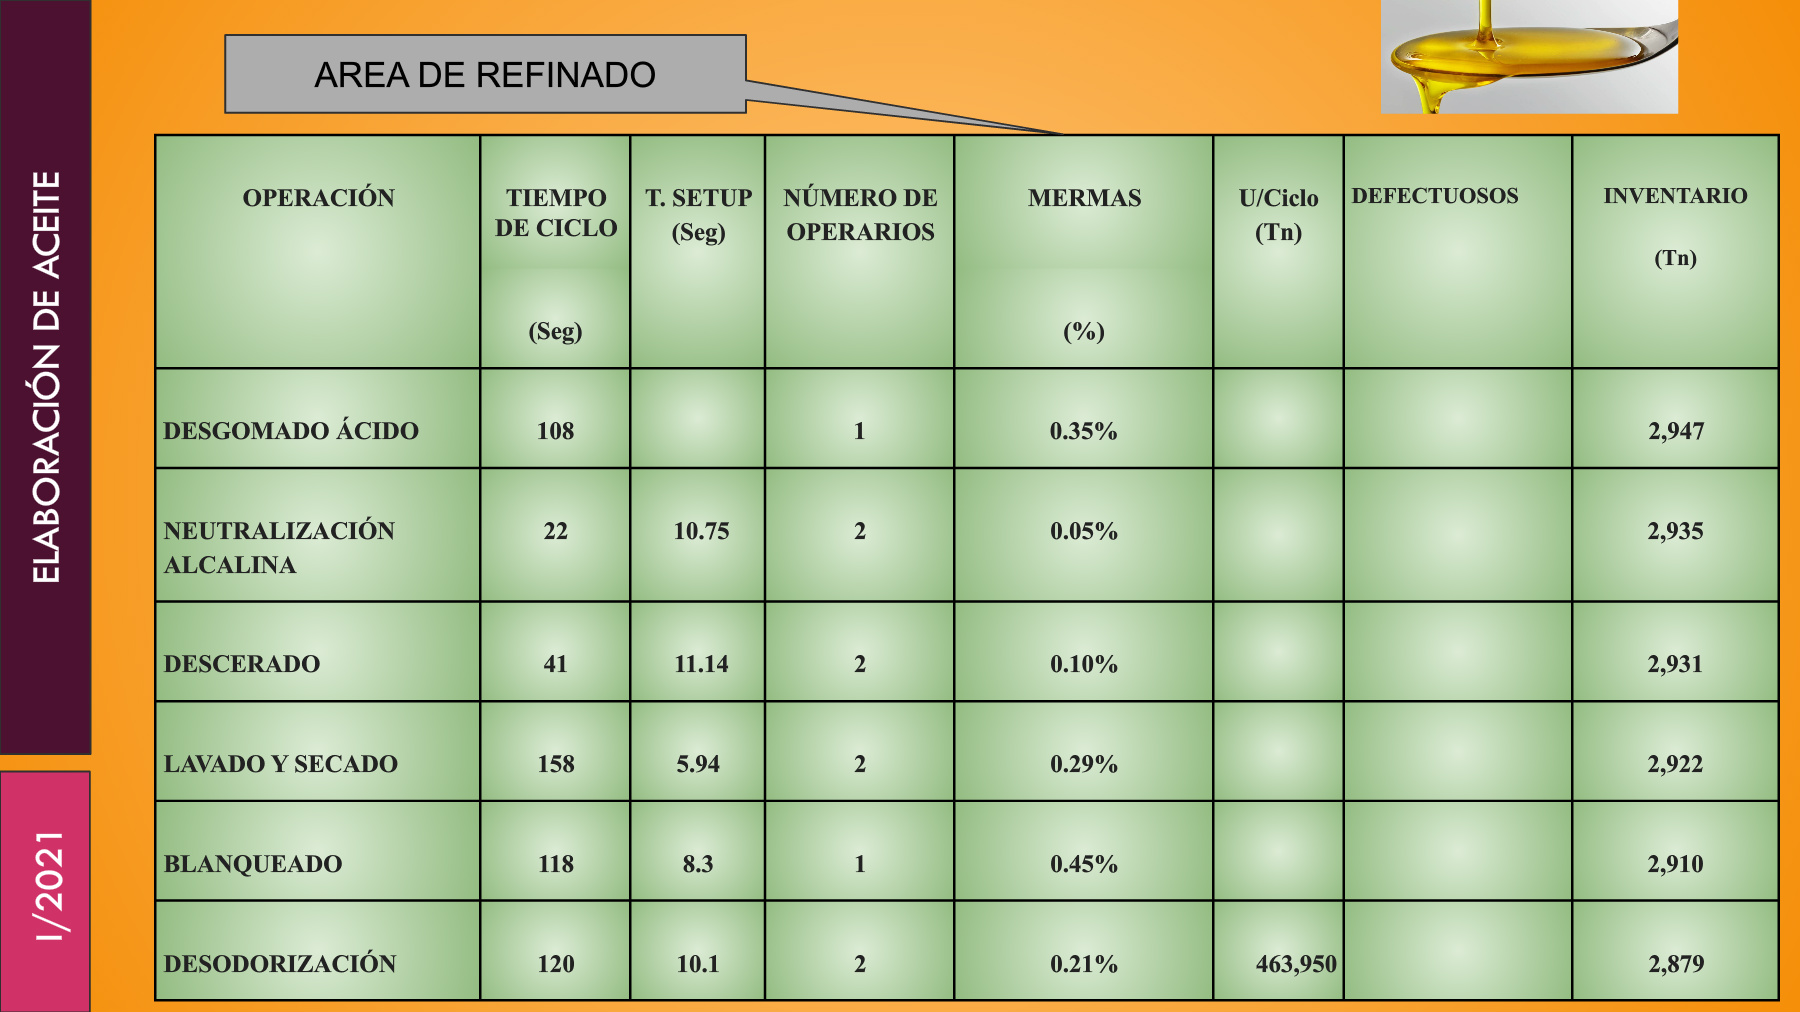 ELABORACIÓN DE ACEITE
I/2021
AREA DE REFINADO
OPERACIÓN
TIEMPO
DE CICLO
(Seg)
T. SETUP
(Seg)
NÚMERO DE
OPERARIOS
MERMAS
(%)
U/Ciclo
(Tn)
DEFECTUOSOS
INVENTARIO
(Tn)
DESGOMADO ÁCIDO 108 1 0.35% 2,947
NEUTRALIZACIÓN 22 10.75 2 0.05% 2,935
ALCALINA
DESCERADO 41 11.14 2 0.10% 2,931
LAVADO Y SECADO 158 5.94 2 0.29% 2,922
BLANQUEADO 118 8.3 1 0.45% 2,910
DESODORIZACIÓN 120 10.1 2 0.21% 463,950 2,879